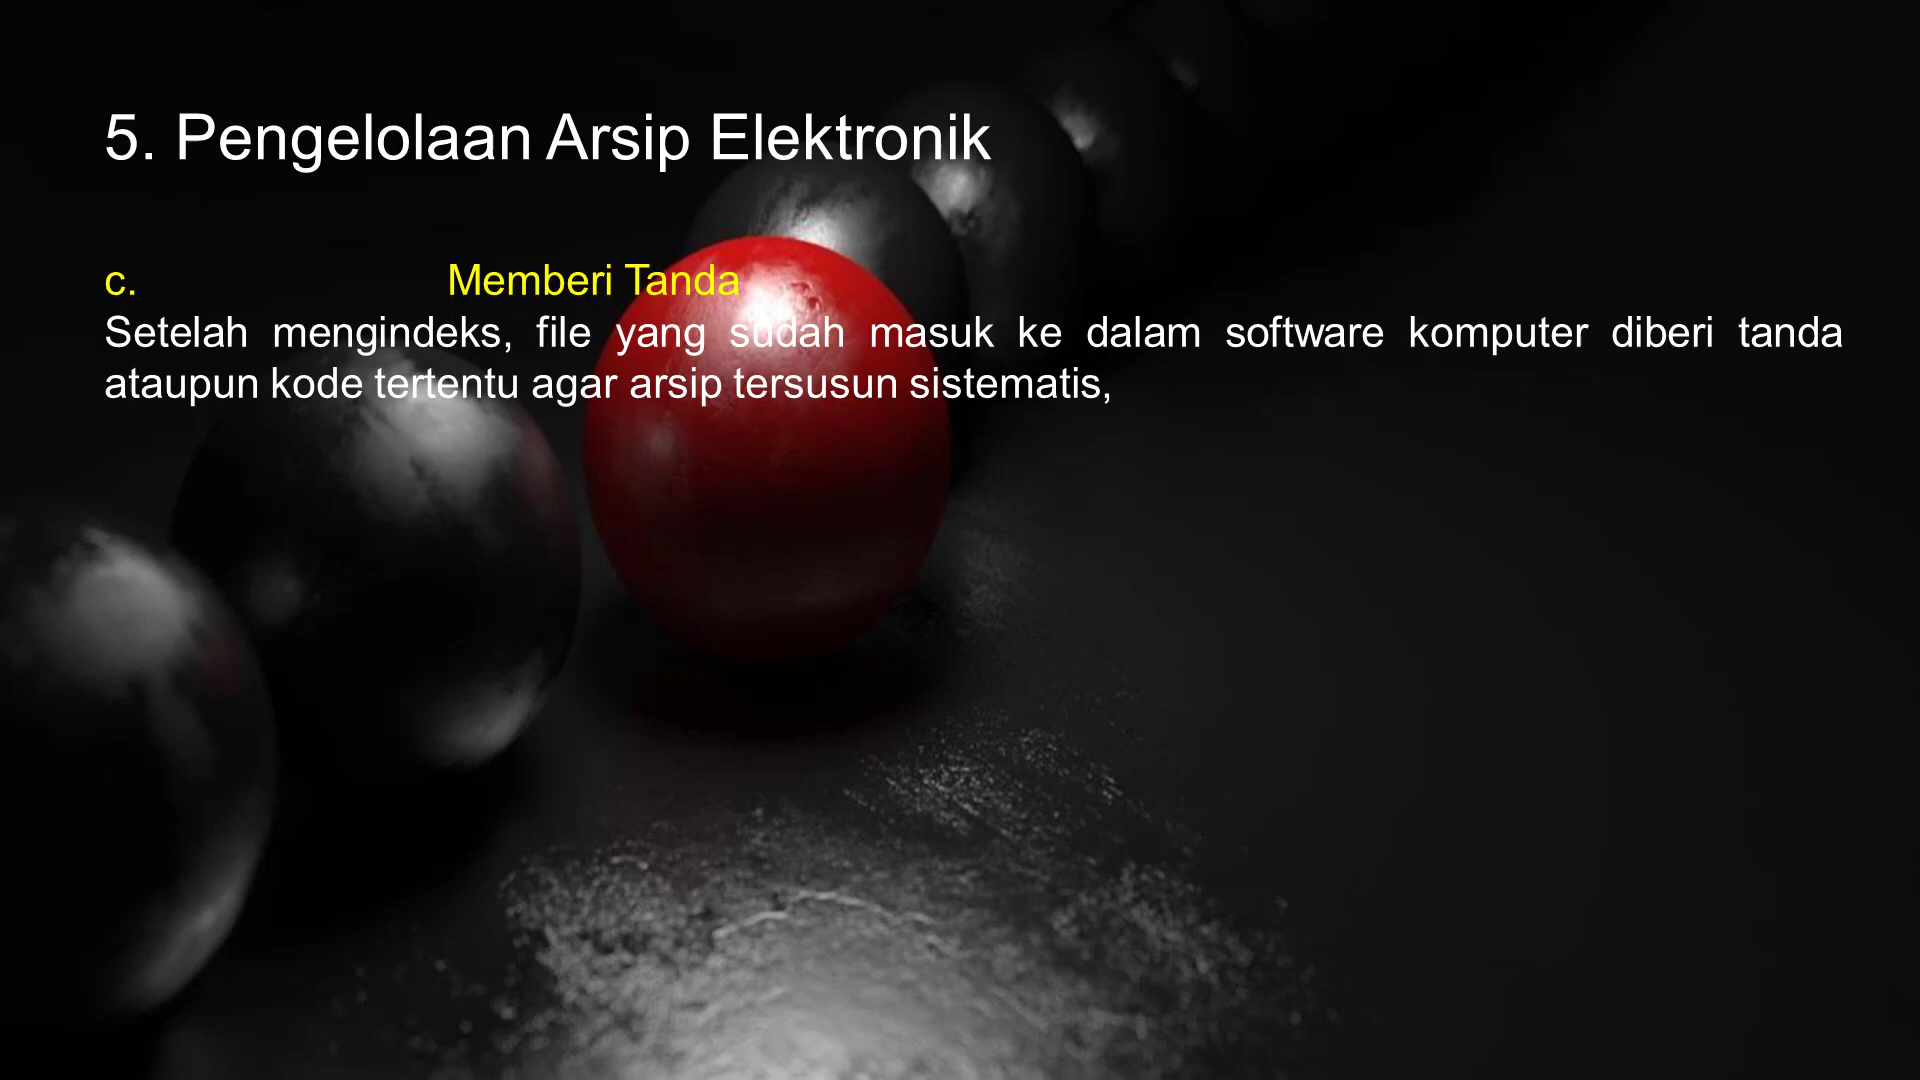 5. Pengelolaan Arsip Elektronik
c. Memberi Tanda
Setelah mengindeks, file yang sudah masuk ke dalam software komputer diberi tanda
ataupun kode tertentu agar arsip tersusun sistematis,